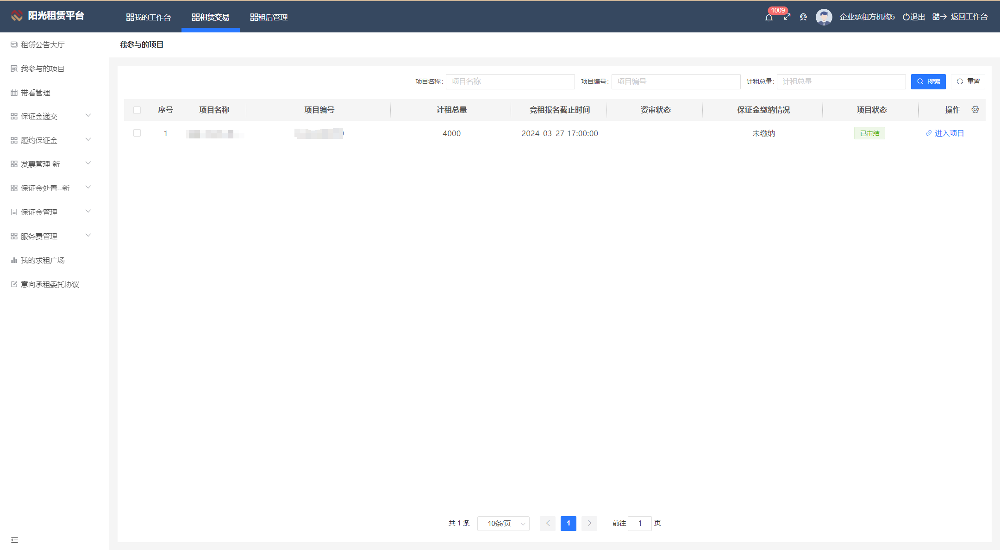 阳光租赁平台 我的工作台 租赁交易 租后管理 1009 企业承租方机构5 退出 返回工作台
租赁公告大厅
我参与的项目
带看管理
保证金递交
履约保证金
发票管理-新
保证金处置--新
保证金管理
服务费管理
我的求租广场
意向承租委托协议
我参与的项目
项目名称: 项目名称 项目编号: 项目编号 计租总量: 计租总量 搜索 重置
序号 项目名称 项目编号 计租总量 竞租报名截止时间 资审状态 保证金缴纳情况 项目状态 操作
1 4000 2024-03-27 17:00:00 未缴纳 已审结 进入项目
共 1 条 10条/页 1 前往 1 页